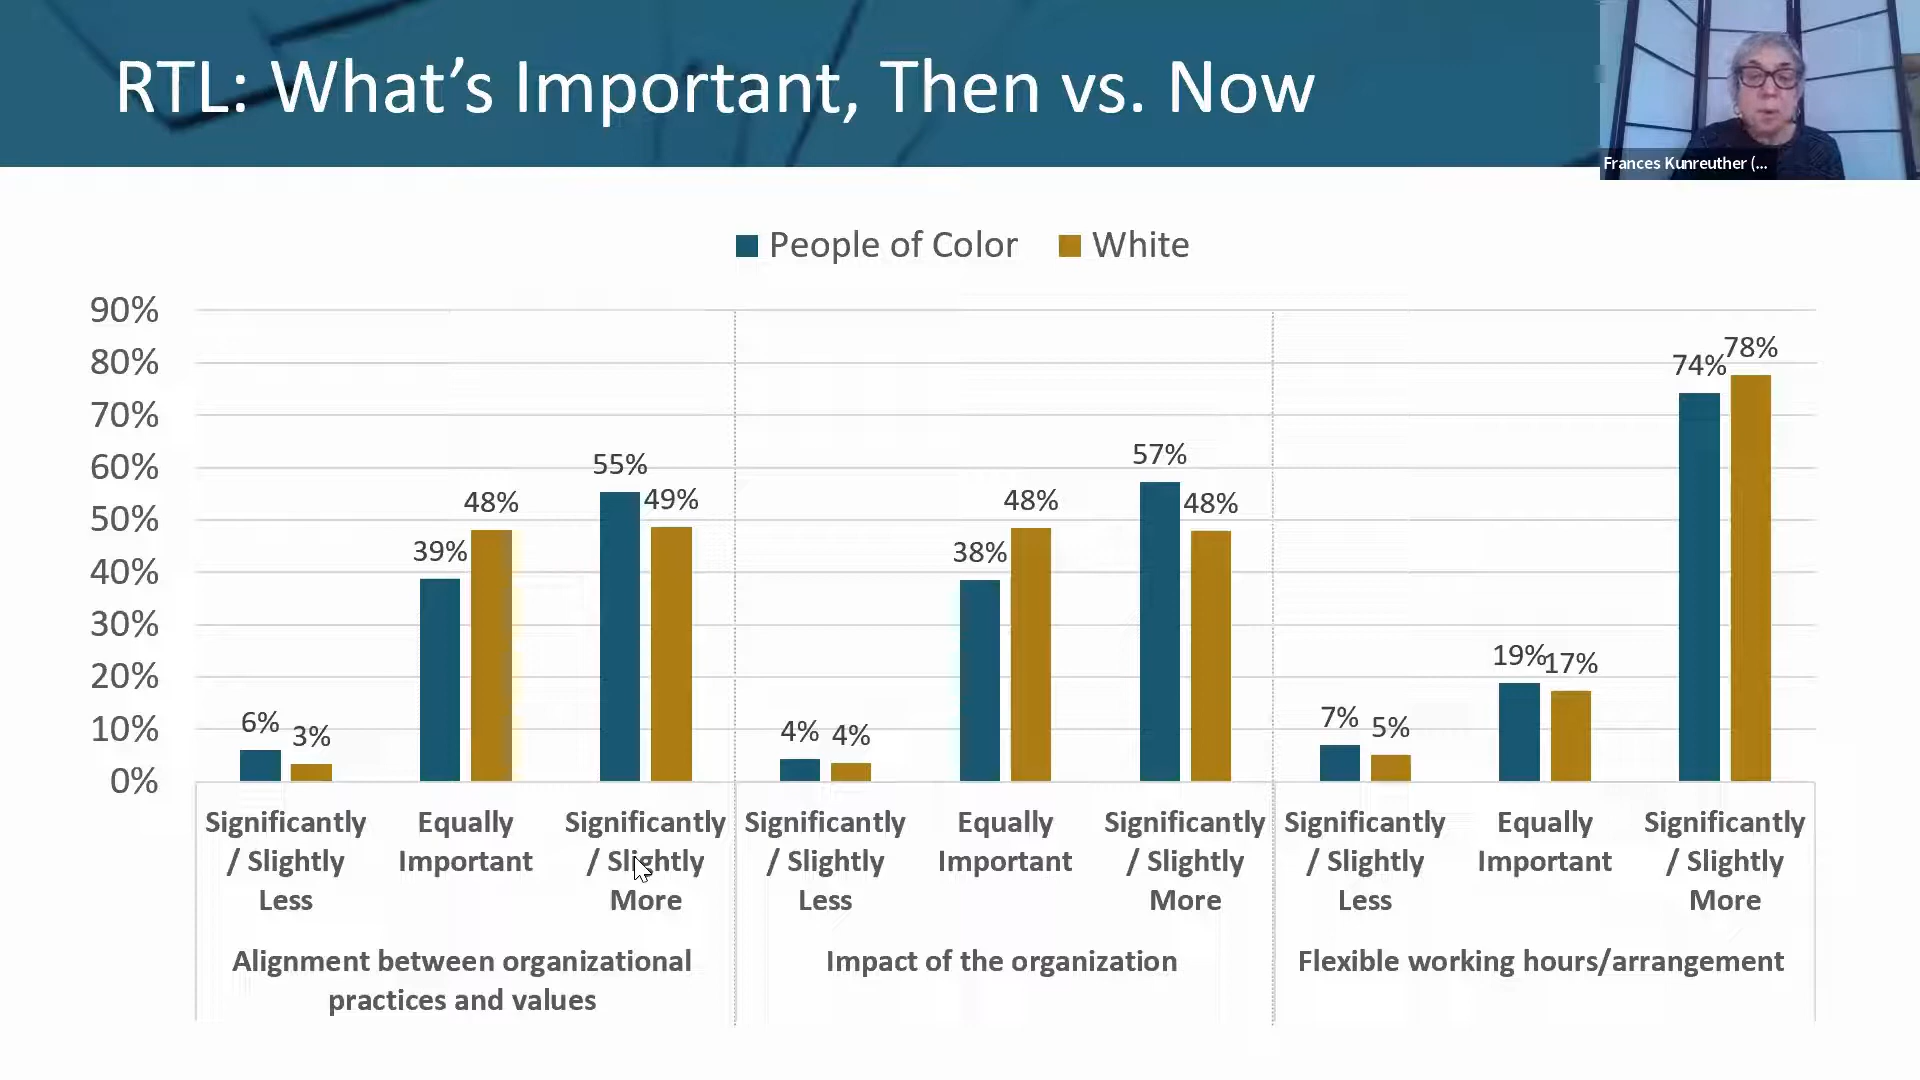 RTL: What's Important, Then vs. Now
Frances Kunreuther (...
People of Color White
90%
80%
70%
60%
50%
40%
30%
20%
10%
0%
6% 3% 39% 48% 55% 49%
4% 4% 38% 48% 57% 48%
7% 5% 19% 17% 74% 78%
Significantly
/ Slightly
Less
Equally
Important
Significantly
/ Slightly
More
Significantly
/ Slightly
Less
Equally
Important
Significantly
/ Slightly
More
Significantly
/ Slightly
Less
Equally
Important
Significantly
/ Slightly
More
Alignment between organizational
practices and values
Impact of the organization
Flexible working hours/arrangement